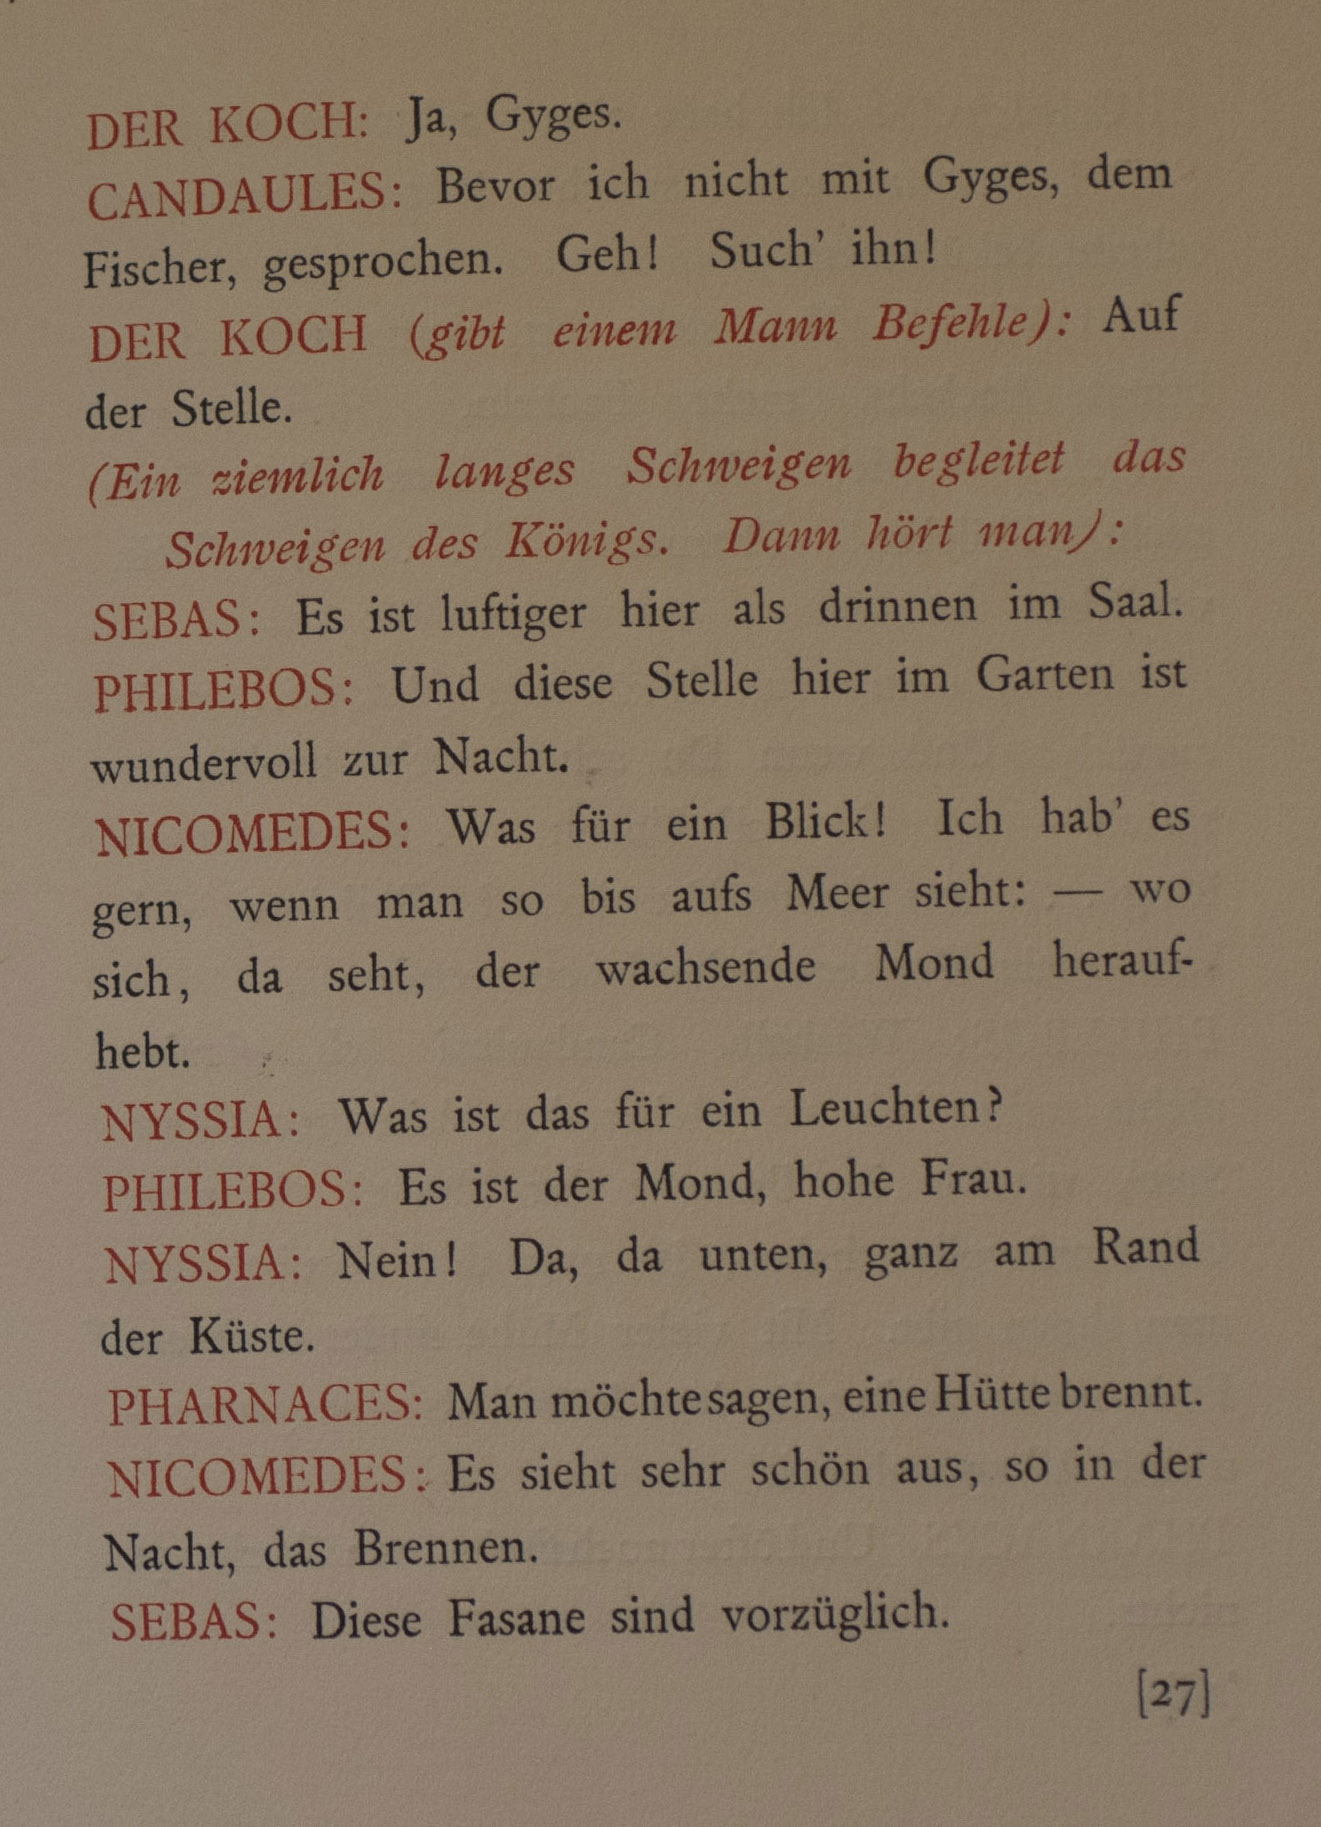 DER KOCH: Ja, Gyges.
CANDAULES: Bevor ich nicht mit Gyges, dem
Fischer, gesprochen. Geh! Such’ ihn!
DER KOCH (gibt einem Mann Befehle): Auf
der Stelle.
(Ein ziemlich langes Schweigen begleitet das
Schweigen des Königs. Dann hört man):
SEBAS: Es ist luftiger hier als drinnen im Saal.
PHILEBOS: Und diese Stelle hier im Garten ist
wundervoll zur Nacht.
NICOMEDES: Was für ein Blick! Ich hab’ es
gern, wenn man so bis aufs Meer sieht: — wo
sich, da seht, der wachsende Mond herauf-
hebt.
NYSSIA: Was ist das für ein Leuchten?
PHILEBOS: Es ist der Mond, hohe Frau.
NYSSIA: Nein! Da, da unten, ganz am Rand
der Küste.
PHARNACES: Man möchte sagen, eine Hütte brennt.
NICOMEDES: Es sieht sehr schön aus, so in der
Nacht, das Brennen.
SEBAS: Diese Fasane sind vorzüglich.
[27]